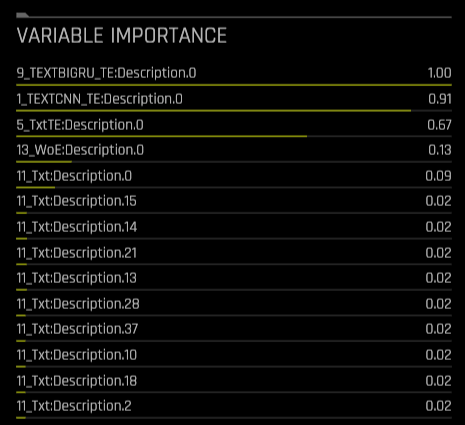 VARIABLE IMPORTANCE
9_TEXTBIGRU_TE:Description.0 1.00
1_TEXTCNN_TE:Description.0 0.91
5_TxtTE:Description.0 0.67
13_WoE:Description.0 0.13
11_Txt:Description.0 0.09
11_Txt:Description.15 0.02
11_Txt:Description.14 0.02
11_Txt:Description.21 0.02
11_Txt:Description.13 0.02
11_Txt:Description.28 0.02
11_Txt:Description.37 0.02
11_Txt:Description.10 0.02
11_Txt:Description.18 0.02
11_Txt:Description.2 0.02